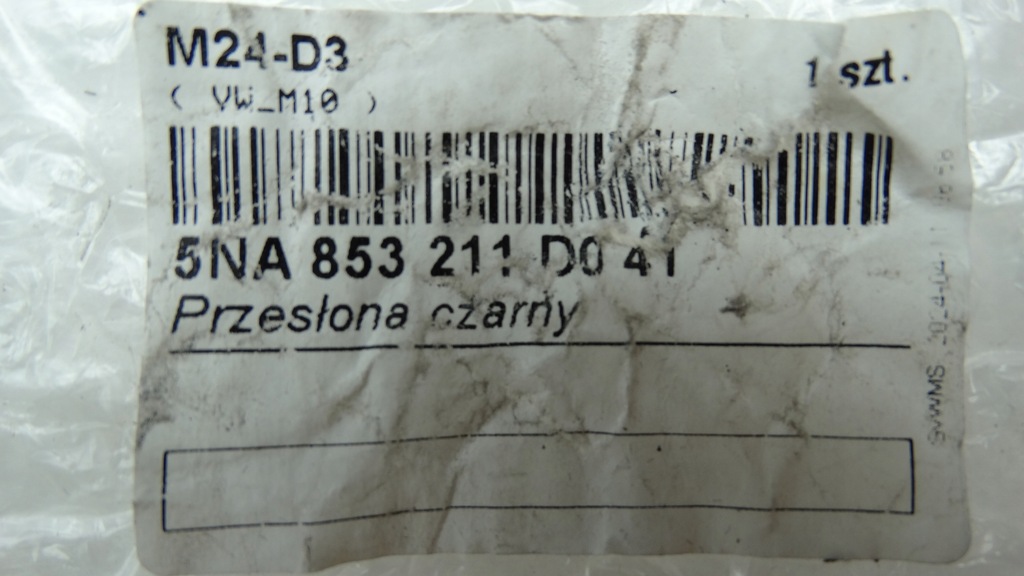 M24-D3
1 szt.
( VW_M10 )
5NA 853 211 D0 41
Przesłona czarny